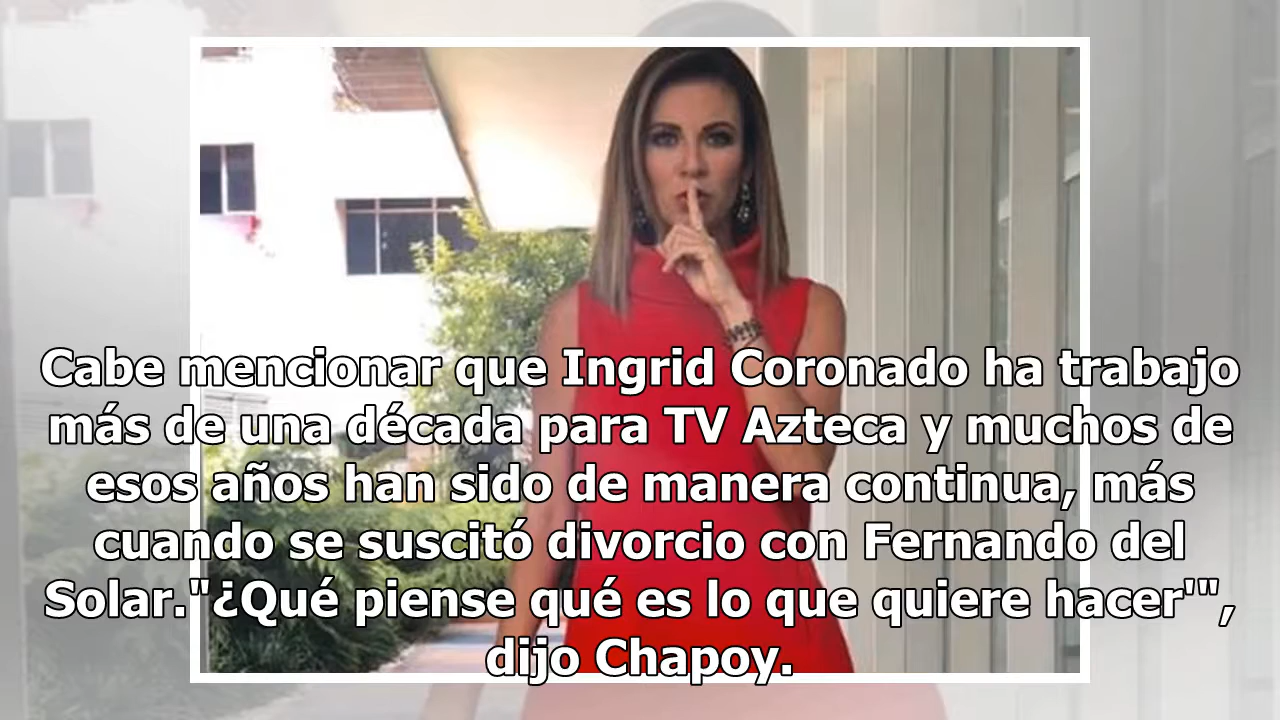 Cabe mencionar que Ingrid Coronado ha trabajo
más de una década para TV Azteca y muchos de
esos años han sido de manera continua, más
cuando se suscitó divorcio con Fernando del
Solar."¿Qué piense qué es lo que quiere hacer'",
dijo Chapoy.